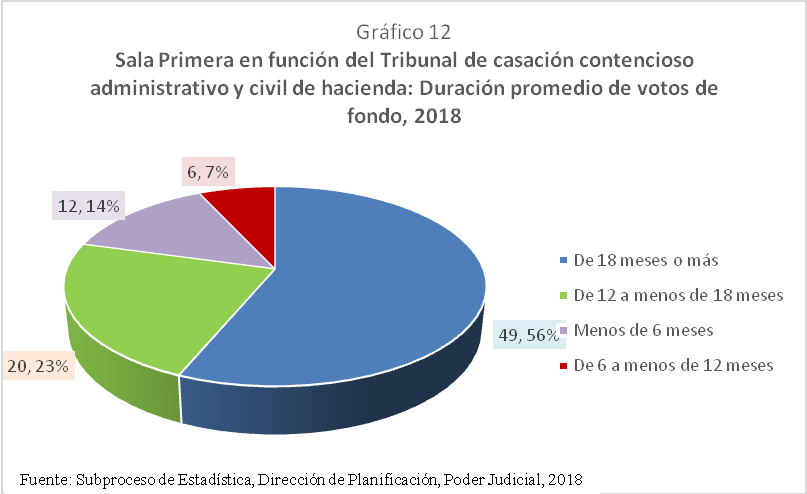 Gráfico 12
Sala Primera en función del Tribunal de casación contencioso
administrativo y civil de hacienda: Duración promedio de votos de
fondo, 2018
6, 7%
12, 14%
49, 56%
20, 23%
De 18 meses o más
De 12 a menos de 18 meses
Menos de 6 meses
De 6 a menos de 12 meses
Fuente: Subproceso de Estadística, Dirección de Planificación, Poder Judicial, 2018